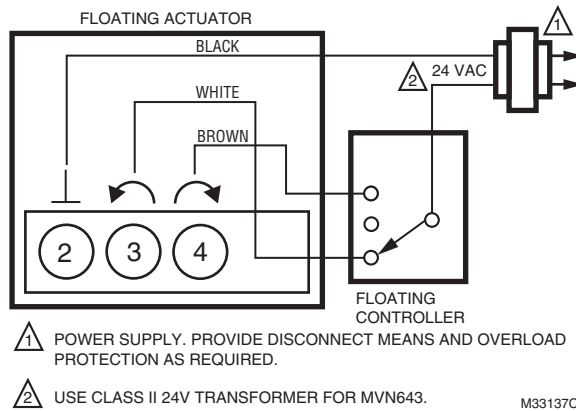 FLOATING ACTUATOR
1
BLACK
2 24 VAC
WHITE
BROWN
2 3 4
FLOATING
CONTROLLER
1 POWER SUPPLY. PROVIDE DISCONNECT MEANS AND OVERLOAD
PROTECTION AS REQUIRED.
2 USE CLASS II 24V TRANSFORMER FOR MVN643.
M33137C